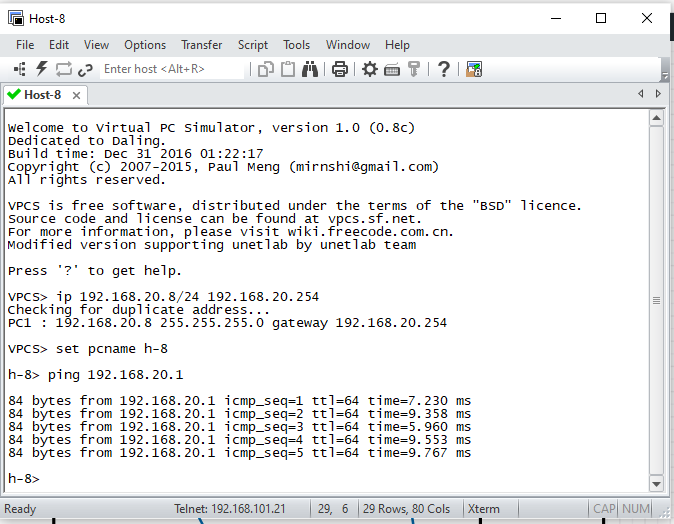 Host-8
File Edit View Options Transfer Script Tools Window Help
Enter host <Alt+R>
Host-8
Welcome to Virtual PC Simulator, version 1.0 (0.8c)
Dedicated to Daling.
Build time: Dec 31 2016 01:22:17
Copyright (c) 2007-2015, Paul Meng (mirnshi@gmail.com)
All rights reserved.
VPCS is free software, distributed under the terms of the "BSD" licence.
Source code and license can be found at vpcs.sf.net.
For more information, please visit wiki.freecode.com.cn.
Modified version supporting unetlab by unetlab team
Press '?' to get help.
VPCS> ip 192.168.20.8/24 192.168.20.254
Checking for duplicate address...
PC1 : 192.168.20.8 255.255.255.0 gateway 192.168.20.254
VPCS> set pcname h-8
h-8> ping 192.168.20.1
84 bytes from 192.168.20.1 icmp_seq=1 ttl=64 time=7.230 ms
84 bytes from 192.168.20.1 icmp_seq=2 ttl=64 time=9.358 ms
84 bytes from 192.168.20.1 icmp_seq=3 ttl=64 time=5.960 ms
84 bytes from 192.168.20.1 icmp_seq=4 ttl=64 time=9.553 ms
84 bytes from 192.168.20.1 icmp_seq=5 ttl=64 time=9.767 ms
h-8>
Ready Telnet: 192.168.101.21 29, 6 29 Rows, 80 Cols Xterm CAP NUM